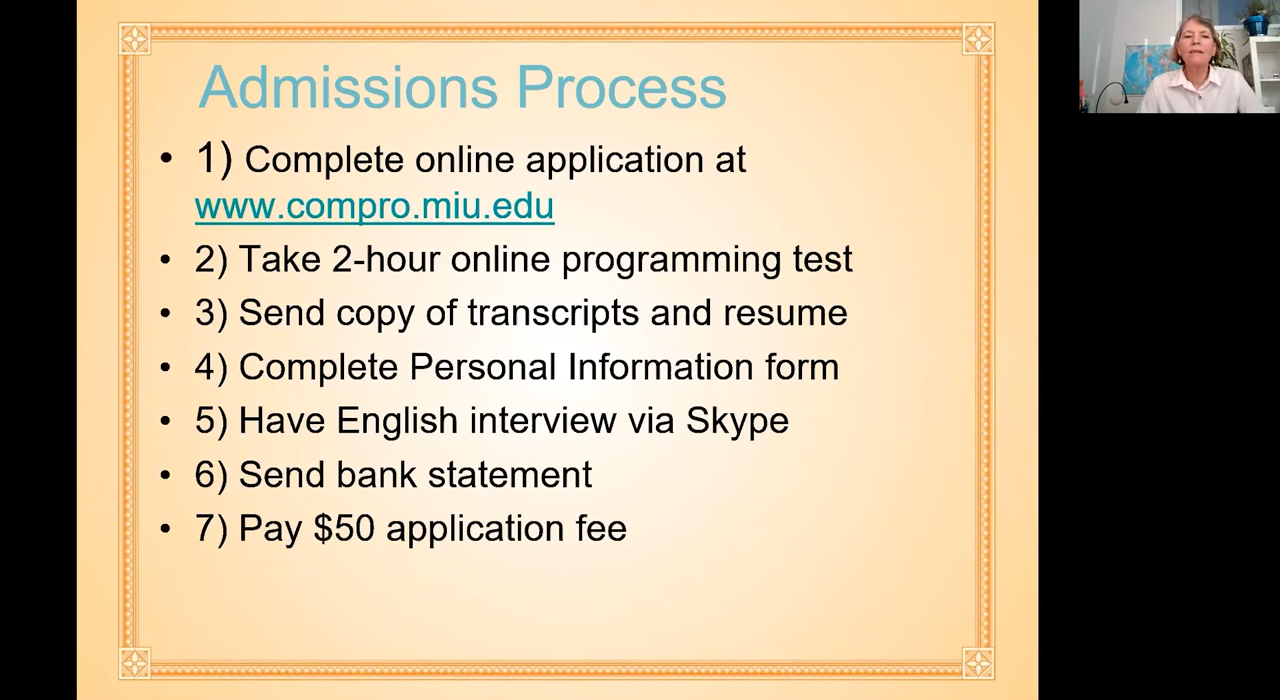 Admissions Process
• 1) Complete online application at
www.compro.miu.edu
• 2) Take 2-hour online programming test
• 3) Send copy of transcripts and resume
• 4) Complete Personal Information form
• 5) Have English interview via Skype
• 6) Send bank statement
• 7) Pay $50 application fee